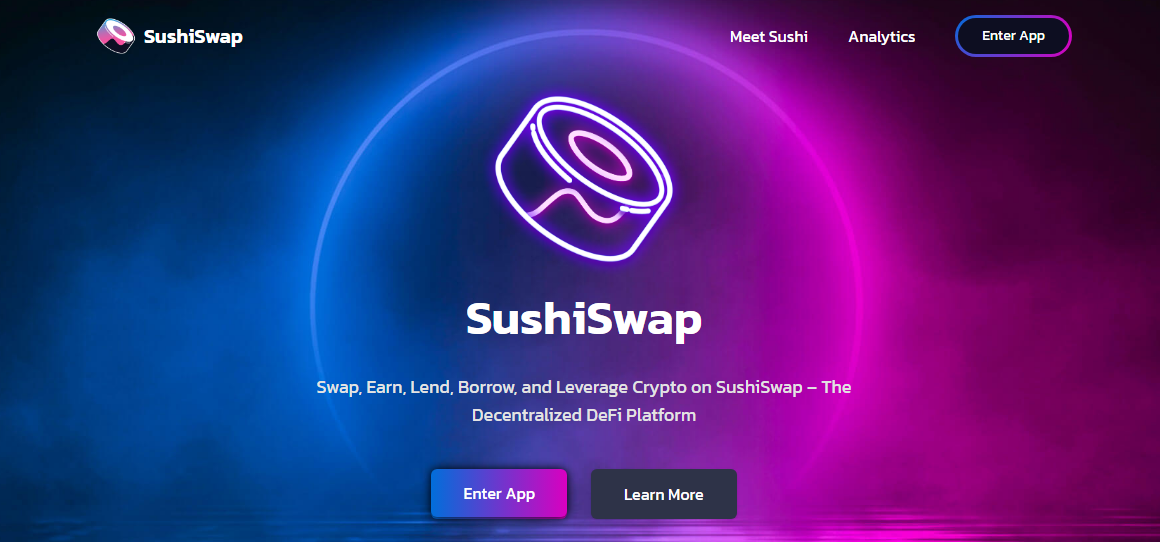 SushiSwap
Meet Sushi
Analytics
Enter App
SushiSwap
Swap, Earn, Lend, Borrow, and Leverage Crypto on SushiSwap – The
Decentralized DeFi Platform
Enter App
Learn More